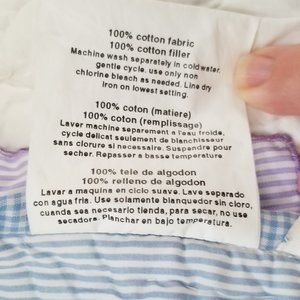 100% cotton fabric
100% cotton filler
Machine wash separately in cold water.
gentle cycle. use only non
chlorine bleach as needed. Line dry
iron on lowest setting.
100% coton (matiere)
100% coton (remplissage)
Laver machine separement a l'eau froide,
cycle delicat seulement de blanchisseur
sans clorure si necessaire. Suspendre pour
secher. Repasser a basse temperature
100% tele de algodon
100% relleno de algodon
Lavar a maquina en ciclo suave. Lave separado
con agua fria. Use solamente blanquedor sin cloro,
cuando sea necesario tienda, para secar, no use
secadora. Planchar en bajo temperatura.